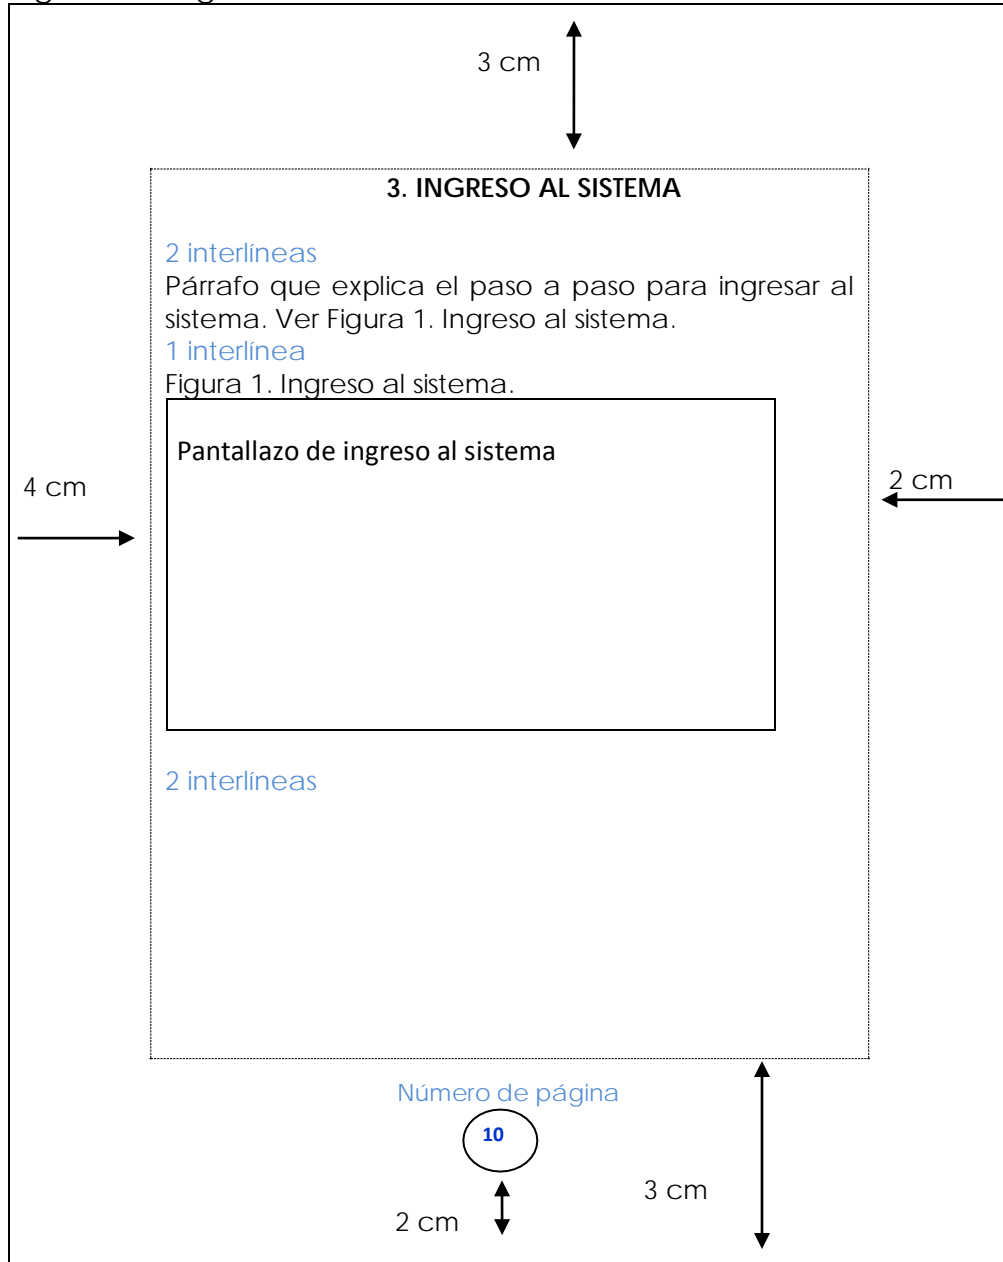 3 cm
3. INGRESO AL SISTEMA
2 interlíneas
Párrafo que explica el paso a paso para ingresar al
sistema. Ver Figura 1. Ingreso al sistema.
1 interlínea
Figura 1. Ingreso al sistema.
Pantallazo de ingreso al sistema
4 cm
2 cm
2 interlíneas
Número de página
10
3 cm
2 cm